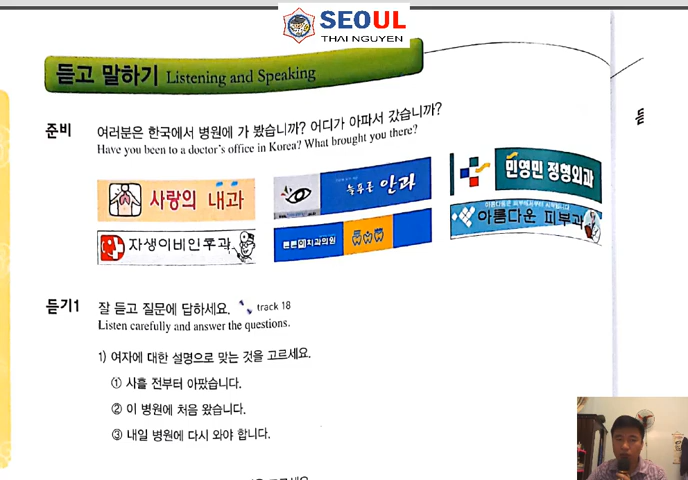 SEOUL
THAI NGUYEN
듣고 말하기 Listening and Speaking
준비 여러분은 한국에서 병원에 가 봤습니까? 어디가 아파서 갔습니까?
Have you been to a doctor's office in Korea? What brought you there?
사랑의 내과
늘푸른 안과
민영민 정형외과
자생이비인후과
튼튼치과의원
아름다운 피부과
듣기1 잘 듣고 질문에 답하세요. track 18
Listen carefully and answer the questions.
1) 여자에 대한 설명으로 맞는 것을 고르세요.
① 사흘 전부터 아팠습니다.
② 이 병원에 처음 왔습니다.
③ 내일 병원에 다시 와야 합니다.